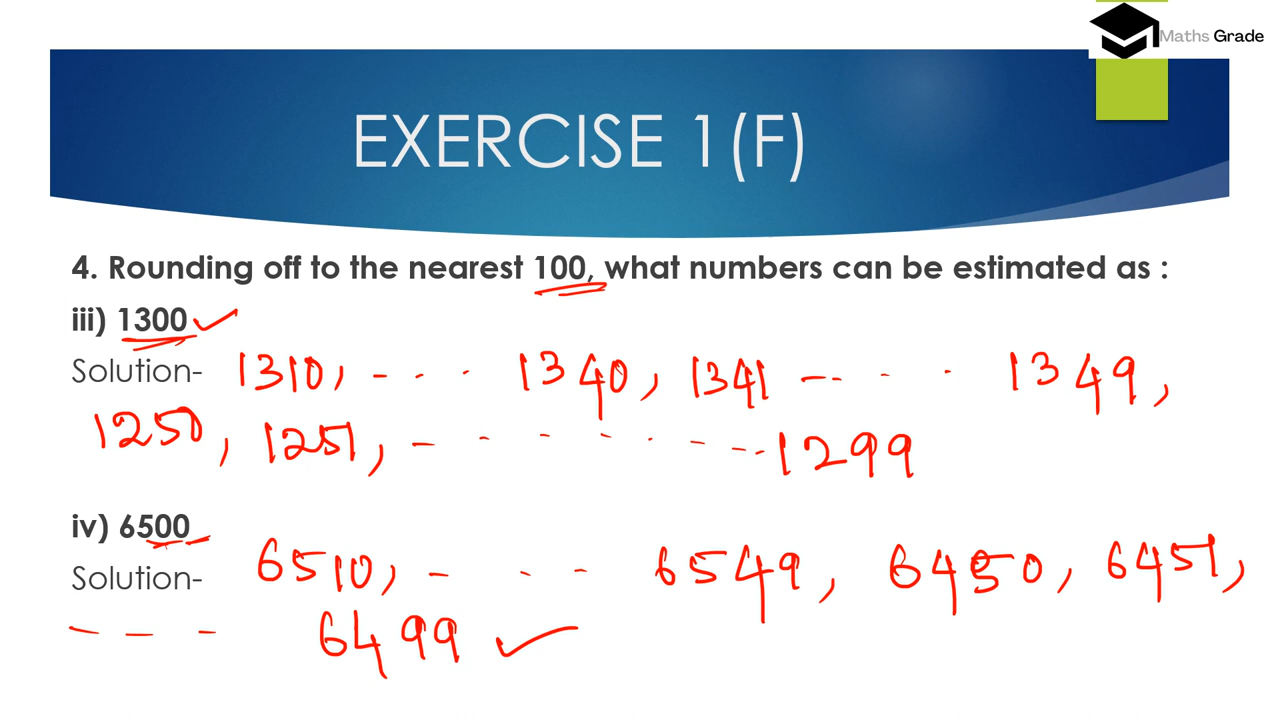 Maths Grade
EXERCISE 1(F)
4. Rounding off to the nearest 100, what numbers can be estimated as :
iii) 1300
Solution- 1310, - - - - 1340, 1341 - - - - - 1349,
1250, 1251, - - - - - - - - - 1299
iv) 6500
Solution- 6510, - - - 6549, 6450, 6451,
- - - 6499